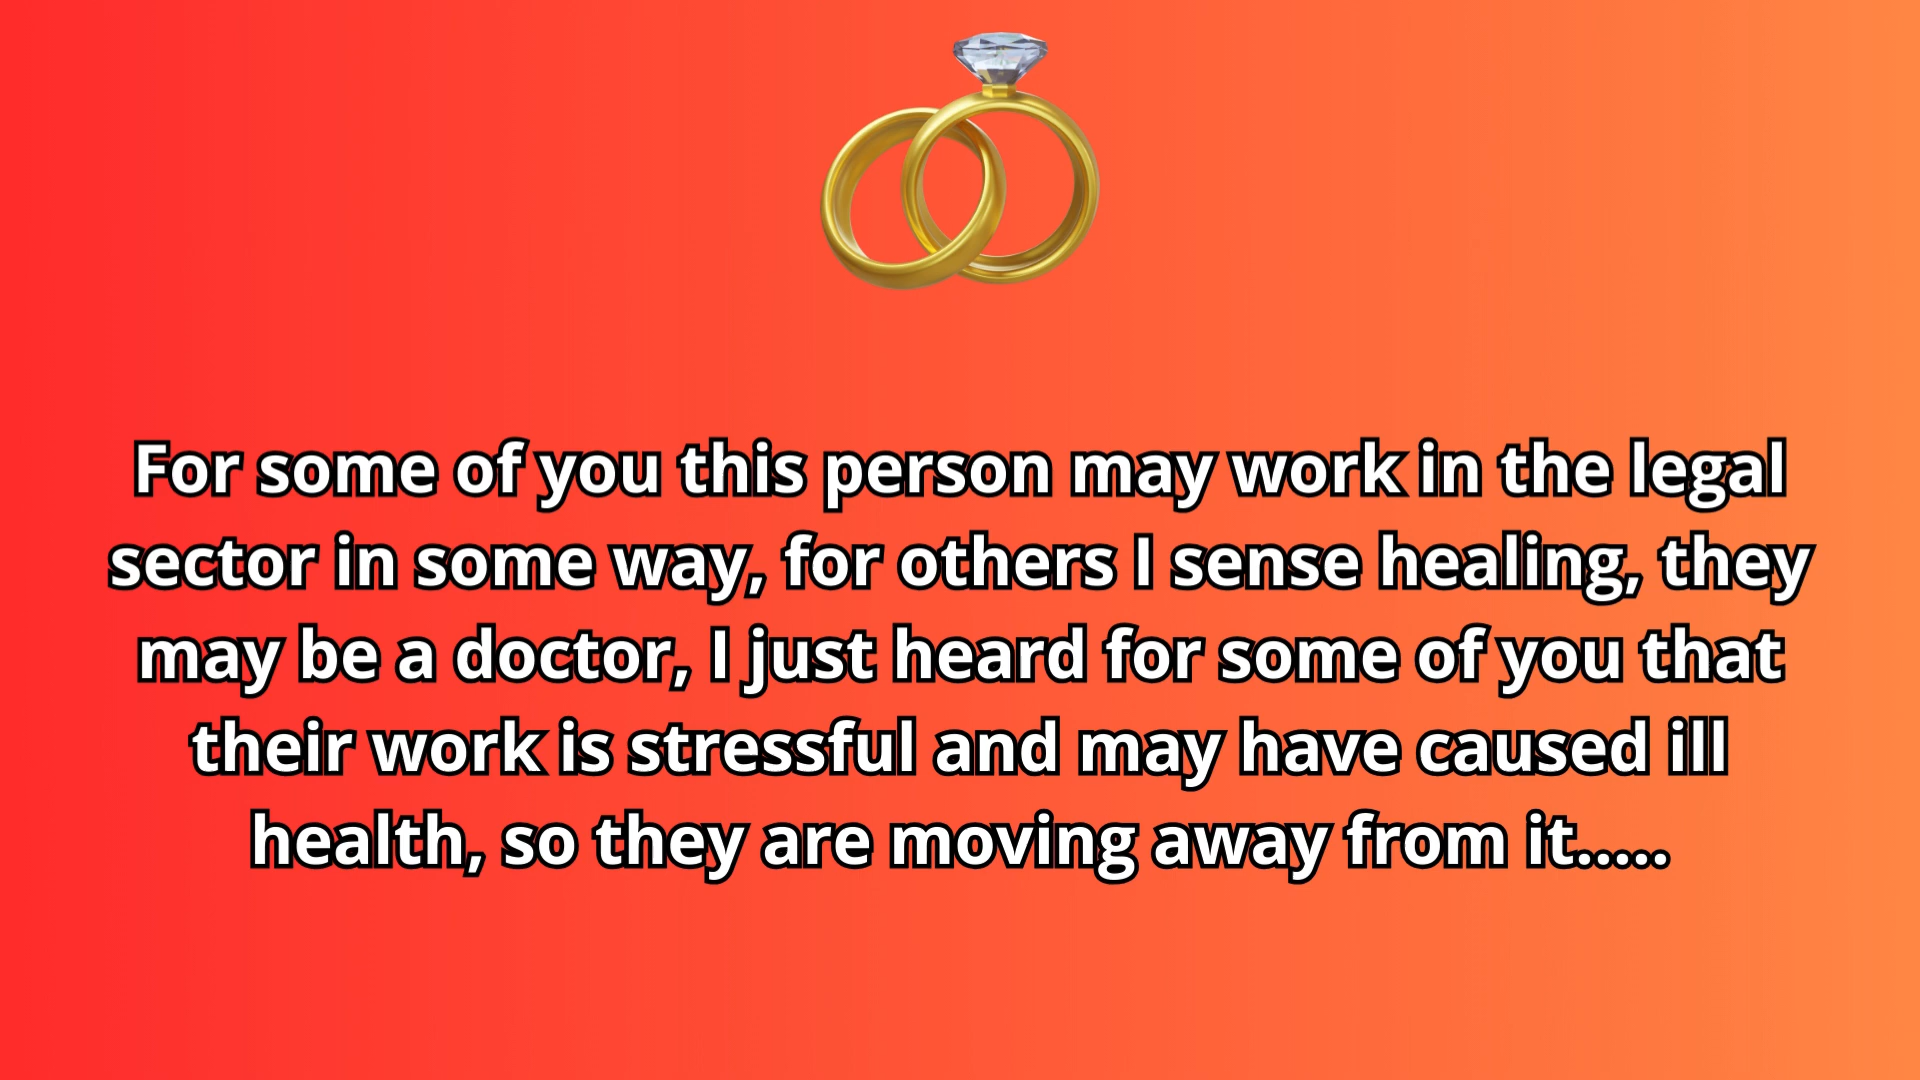 For some of you this person may work in the legal
sector in some way, for others I sense healing, they
may be a doctor, I just heard for some of you that
their work is stressful and may have caused ill
health, so they are moving away from it.....